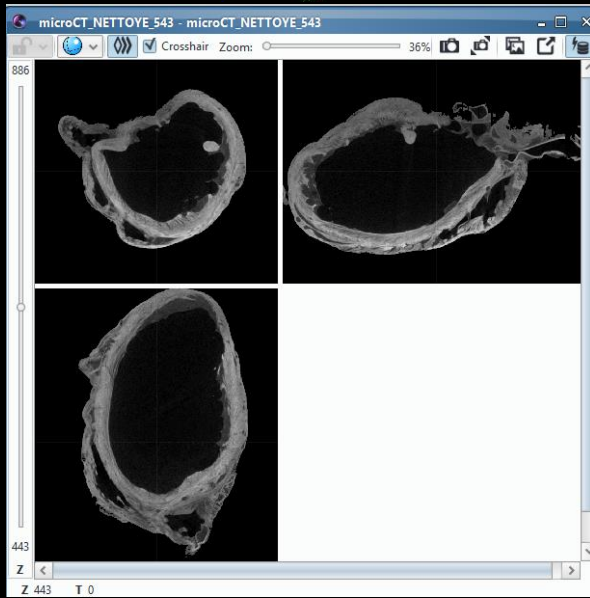 microCT_NETTOYE_543 - microCT_NETTOYE_543
Crosshair Zoom: 36%
886
443
Z
Z 443 T 0